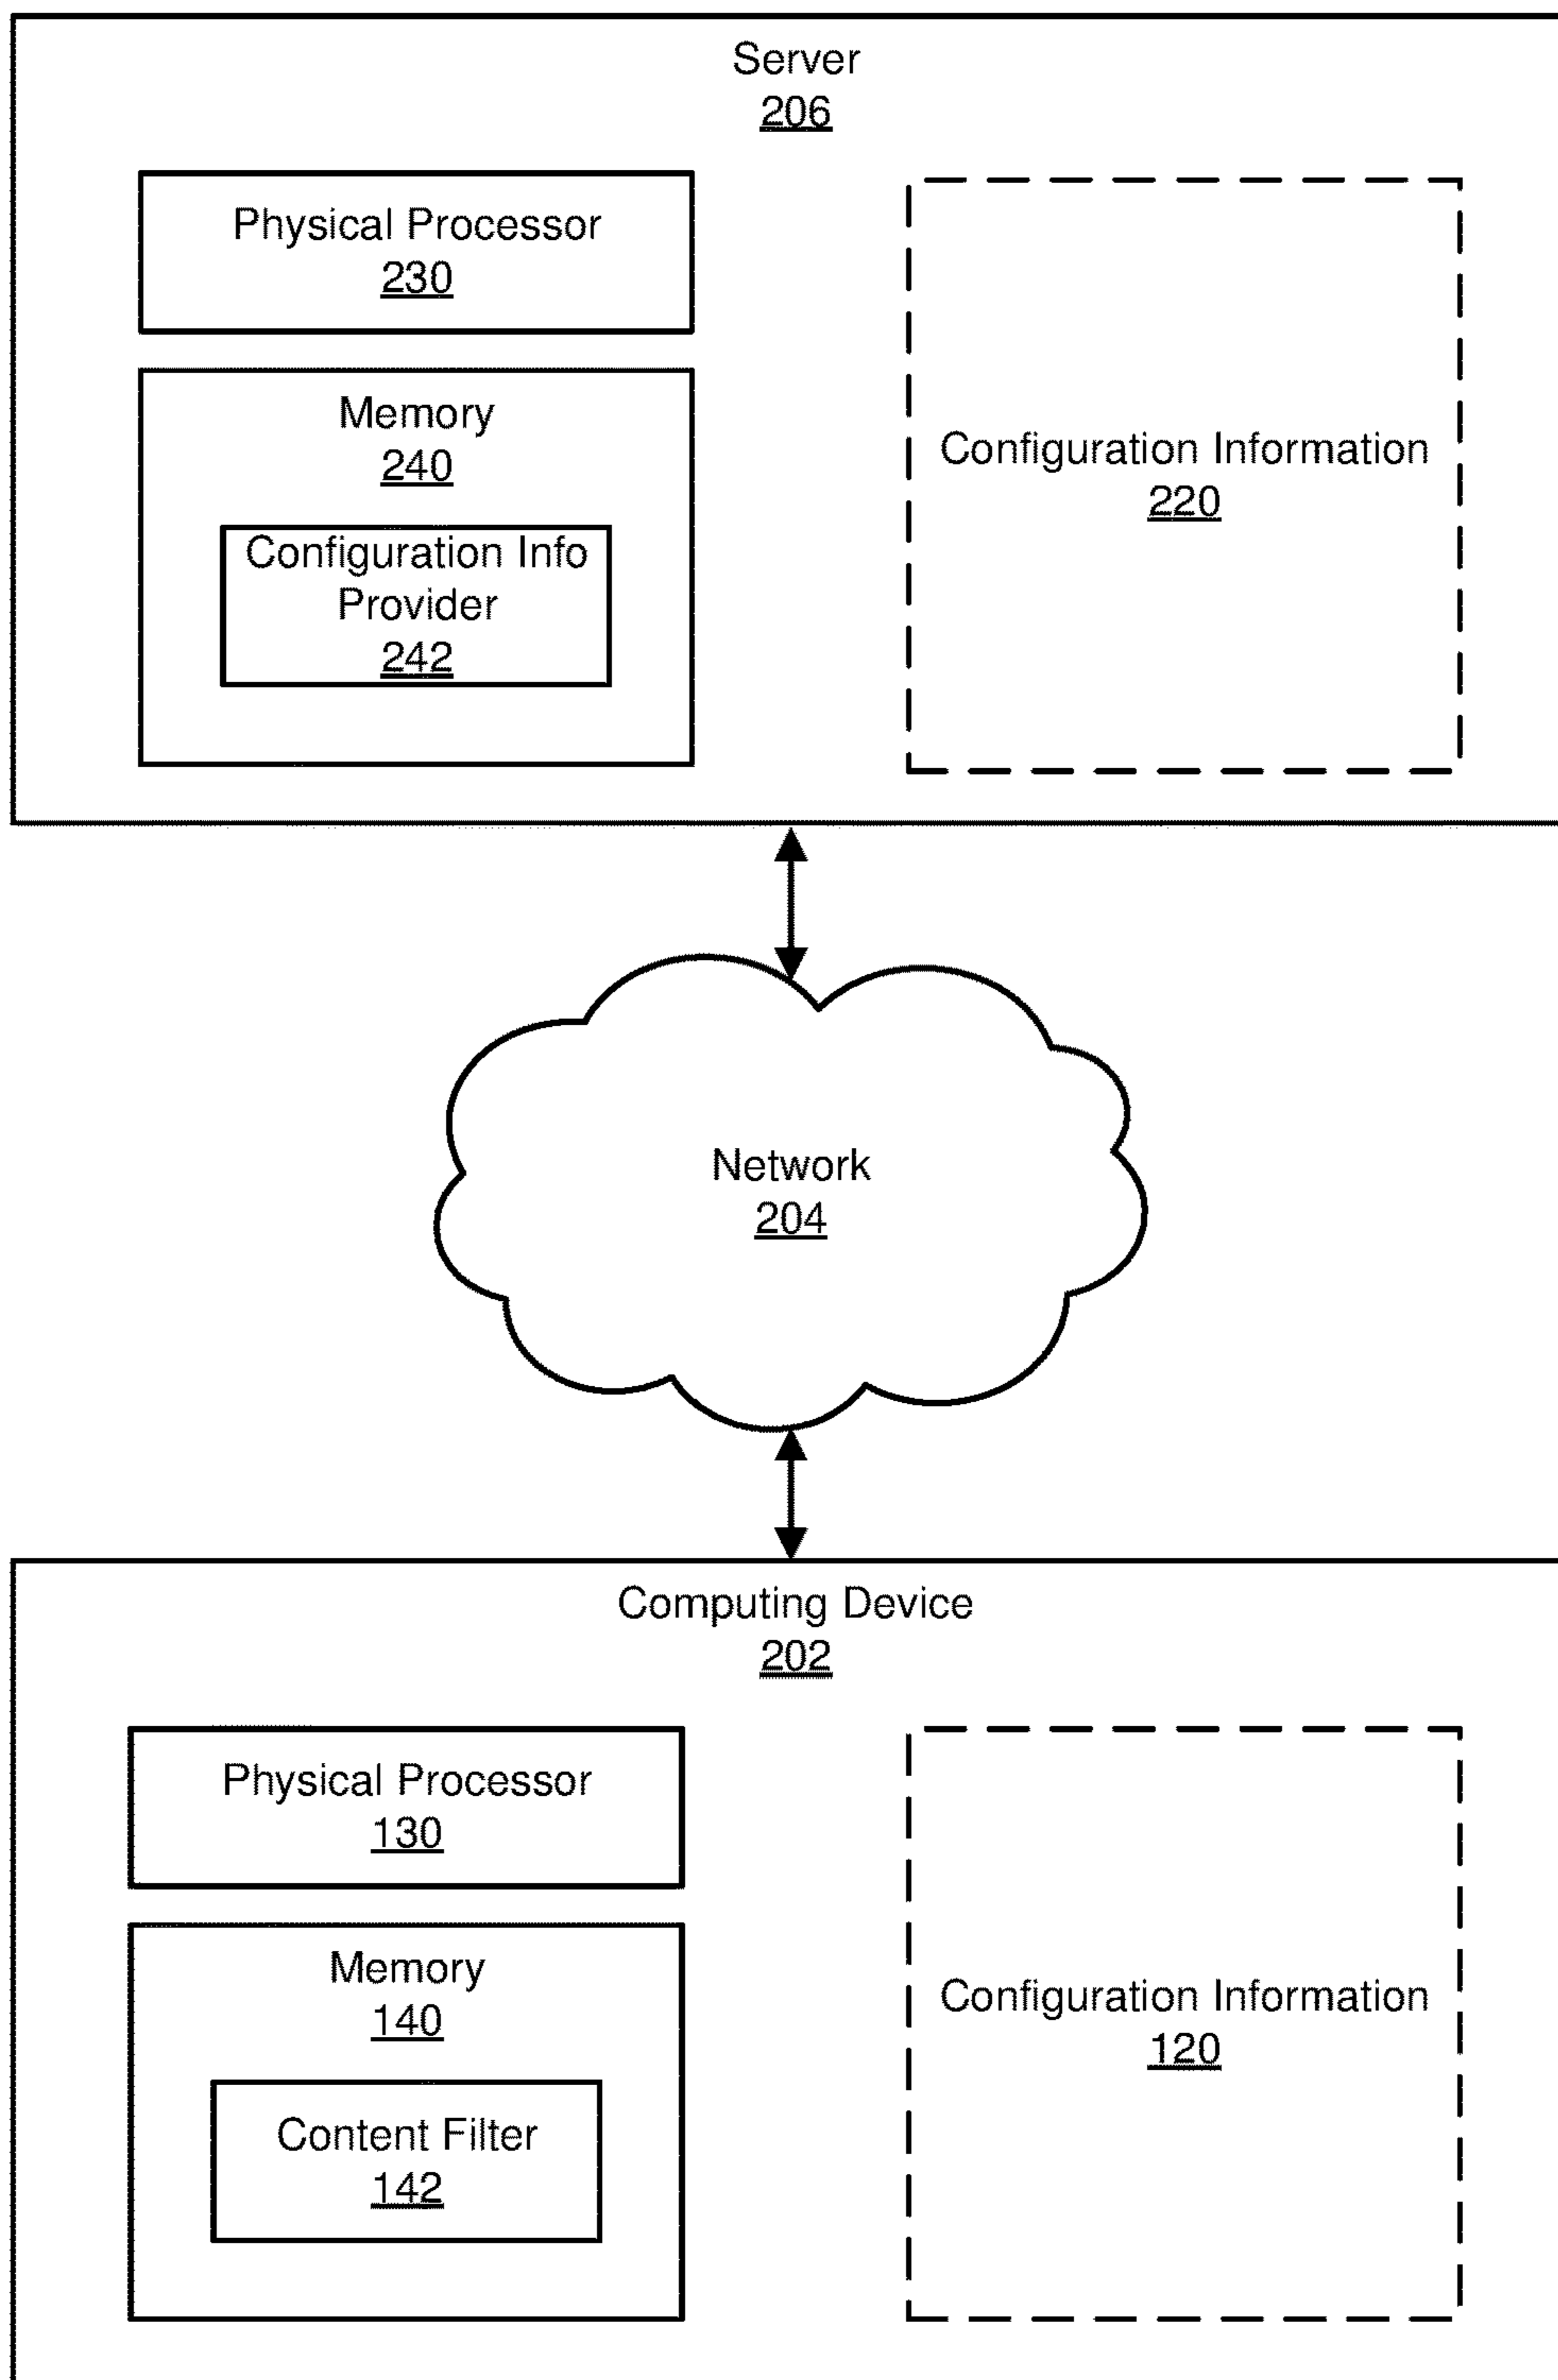 Server
206
Physical Processor
230
Memory
240
Configuration Info
Provider
242
Configuration Information
220
Network
204
Computing Device
202
Physical Processor
130
Memory
140
Content Filter
142
Configuration Information
120